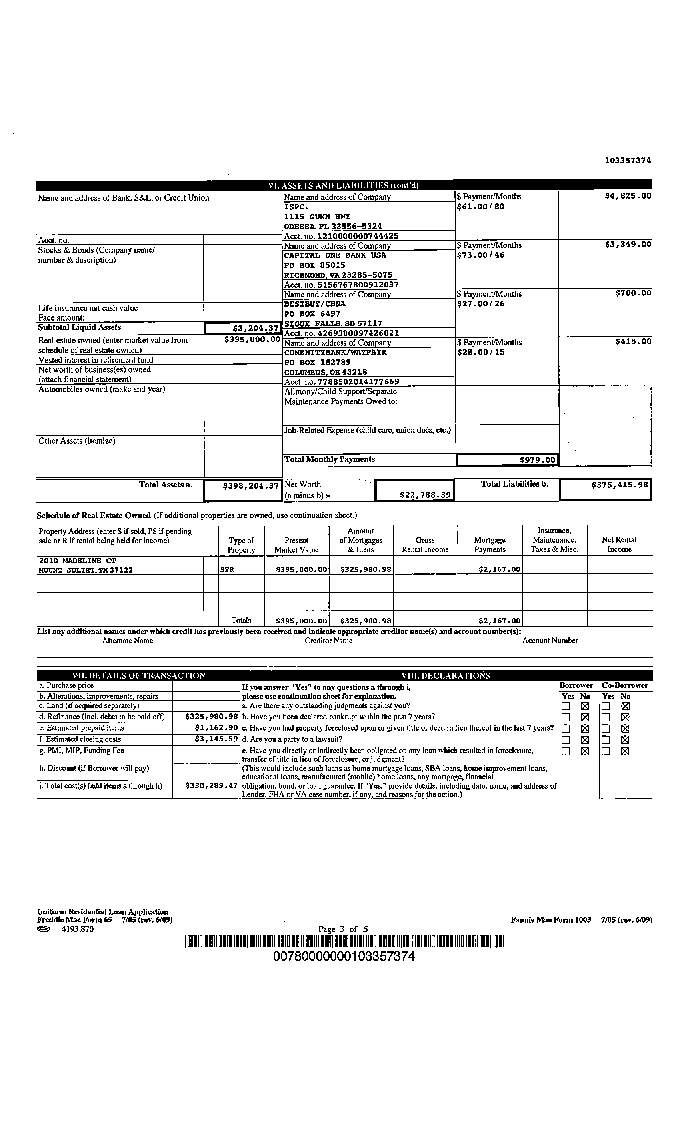 103357374
VI. ASSETS AND LIABILITIES (cont'd)
Name and address of Bank, S&L, or Credit Union
Acct. no.
Stocks & Bonds (Company name/
number & description)
Life insurance net cash value
Face amount:
Subtotal Liquid Assets $3,204.37
Real estate owned (enter market value from $395,000.00
schedule of real estate owned)
Vested interest in retirement fund
Net worth of business(es) owned
(attach financial statement)
Automobiles owned (make and year)
Other Assets (itemize)
Total Assets a. $398,204.37
Name and address of Company $ Payment/Months $4,825.00
ISPC. $61.00/80
1115 GUNN HWY
ODESSA FL 33556-5324
Acct. no. 1210000000744425
Name and address of Company $ Payment/Months $3,349.00
CAPITAL ONE BANK USA $73.00/46
PO BOX 85015
RICHMOND, VA 23285-5075
Acct. no. 5156767800912037
Name and address of Company $ Payment/Months $700.00
BESTBUY/CBNA $27.00/26
PO BOX 6497
SIOUX FALLS, SD 57117
Acct. no. 4269380097426021
Name and address of Company $ Payment/Months $415.00
COMENITYBANK/WAYFAIR $28.00/15
PO BOX 182789
COLUMBUS, OH 43218
Acct. no. 7788502014177659
Alimony/Child Support/Separate
Maintenance Payments Owed to:
Job-Related Expense (child care, union dues, etc.)
Total Monthly Payments $979.00
Net Worth
(a minus b) = $22,788.39
Total Liabilities b. $375,415.98
Schedule of Real Estate Owned (If additional properties are owned, use continuation sheet.)
Property Address (enter S if sold, PS if pending
sale or R if rental being held for income)
Type of
Property
Present
Market Value
Amount
of Mortgages
& Liens
Gross
Rental Income
Mortgage
Payments
Insurance,
Maintenance,
Taxes & Misc.
Net Rental
Income
2010 MADELINE CT
MOUNT JULIET, TN 37122 SFR $395,000.00 $325,980.98 $2,167.00
Totals $395,000.00 $325,980.98 $2,167.00
List any additional names under which credit has previously been received and indicate appropriate creditor name(s) and account number(s):
Alternate Name Creditor Name Account Number
VII. DETAILS OF TRANSACTION
a. Purchase price
b. Alterations, improvements, repairs
c. Land (if acquired separately)
d. Refinance (incl. debts to be paid off) $325,980.98
e. Estimated prepaid items $1,162.90
f. Estimated closing costs $3,145.59
g. PMI, MIP, Funding Fee
h. Discount (if Borrower will pay)
i. Total costs (add items a through h) $330,289.47
VIII. DECLARATIONS
If you answer "Yes" to any questions a through i, Borrower Co-Borrower
please use continuation sheet for explanation. Yes No Yes No
a. Are there any outstanding judgments against you? ☐ ☒ ☐ ☒
b. Have you been declared bankrupt within the past 7 years? ☐ ☒ ☐ ☒
c. Have you had property foreclosed upon or given title or deed in lieu thereof in the last 7 years? ☐ ☒ ☐ ☒
d. Are you a party to a lawsuit? ☐ ☒ ☐ ☒
e. Have you directly or indirectly been obligated on any loan which resulted in foreclosure, ☐ ☒ ☐ ☒
transfer of title in lieu of foreclosure, or judgment?
(This would include such loans as home mortgage loans, SBA loans, home improvement loans,
educational loans, manufactured (mobile) home loans, any mortgage, financial
obligation, bond, or loan guarantee. If "Yes," provide details, including date, name, and address of
Lender, FHA or VA case number, if any, and reasons for the action.)
Uniform Residential Loan Application
Freddie Mac Form 65 7/05 (rev. 6/09) Fannie Mae Form 1003 7/05 (rev. 6/09)
4193.870 Page 3 of 5
00780000000103357374